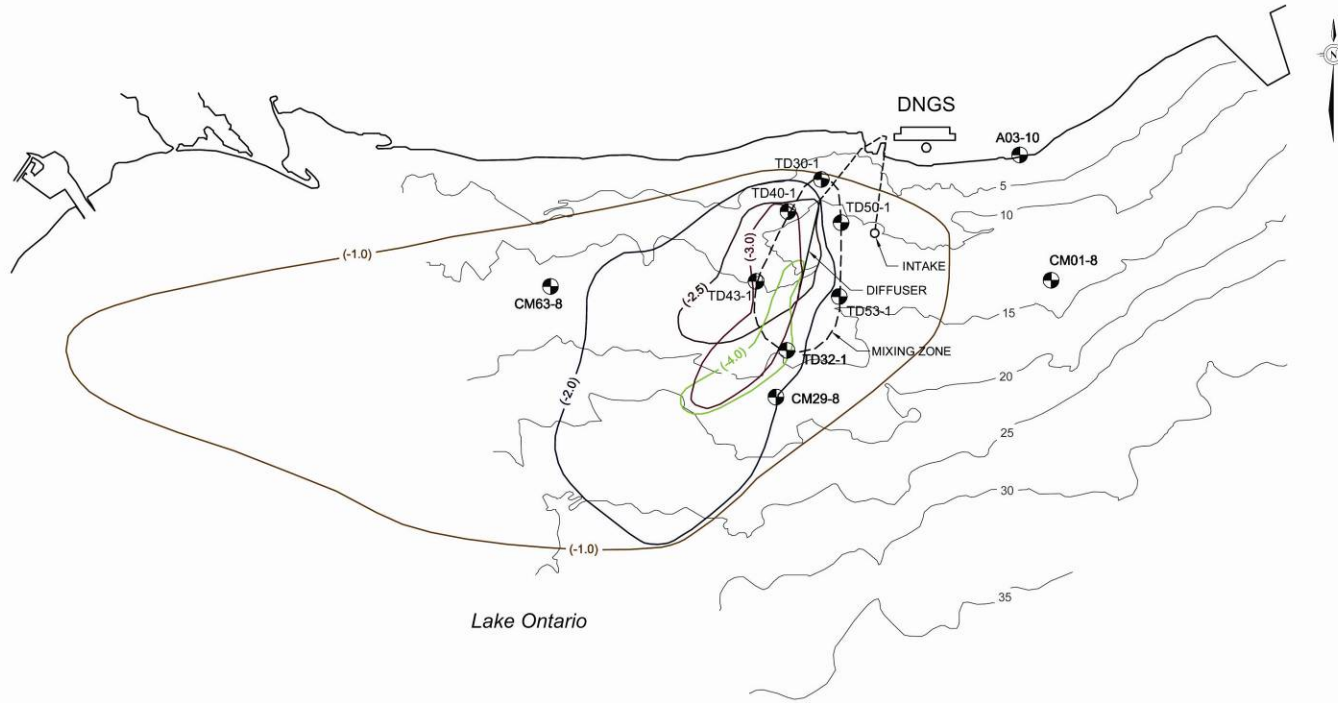 N
DNGS
A03-10
TD30-1
5
TD40-1
10
TD50-1
(-1.0)
(-3.0)
INTAKE
CM01-8
TD43-1
DIFFUSER
CM63-8
(-2.5)
TD53-1
15
MIXING ZONE
TD32-1
(-4.0)
20
(-2.0)
CM29-8
25
30
(-1.0)
35
Lake Ontario